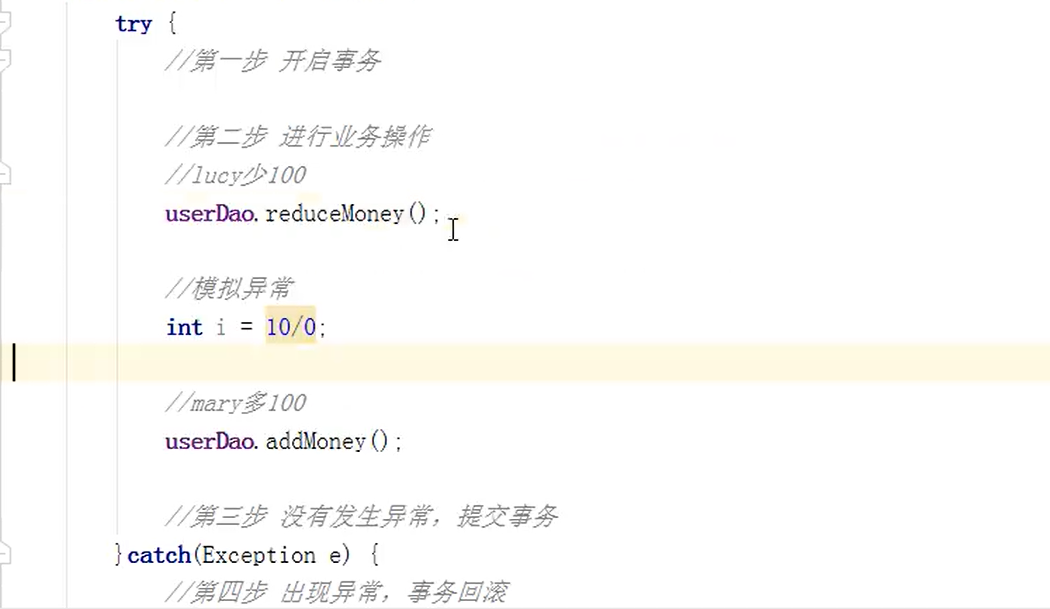 try {
//第一步 开启事务
//第二步 进行业务操作
//lucy少100
userDao.reduceMoney();
//模拟异常
int i = 10/0;
//mary多100
userDao.addMoney();
//第三步 没有发生异常，提交事务
}catch(Exception e) {
//第四步 出现异常，事务回滚